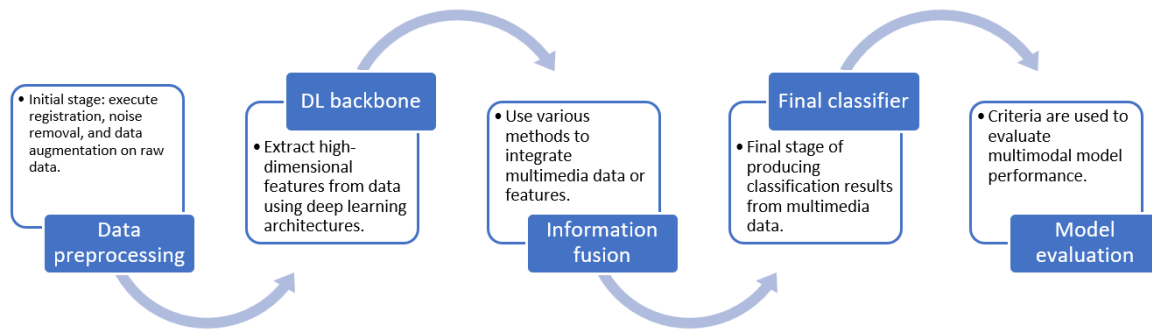 • Initial stage: execute
registration, noise
removal, and data
augmentation on raw
data.
Data
preprocessing
DL backbone
• Extract high-
dimensional
features from data
using deep learning
architectures.
• Use various
methods to
integrate
multimedia data or
features.
Information
fusion
Final classifier
• Final stage of
producing
classification results
from multimedia
data.
• Criteria are used to
evaluate
multimodal model
performance.
Model
evaluation